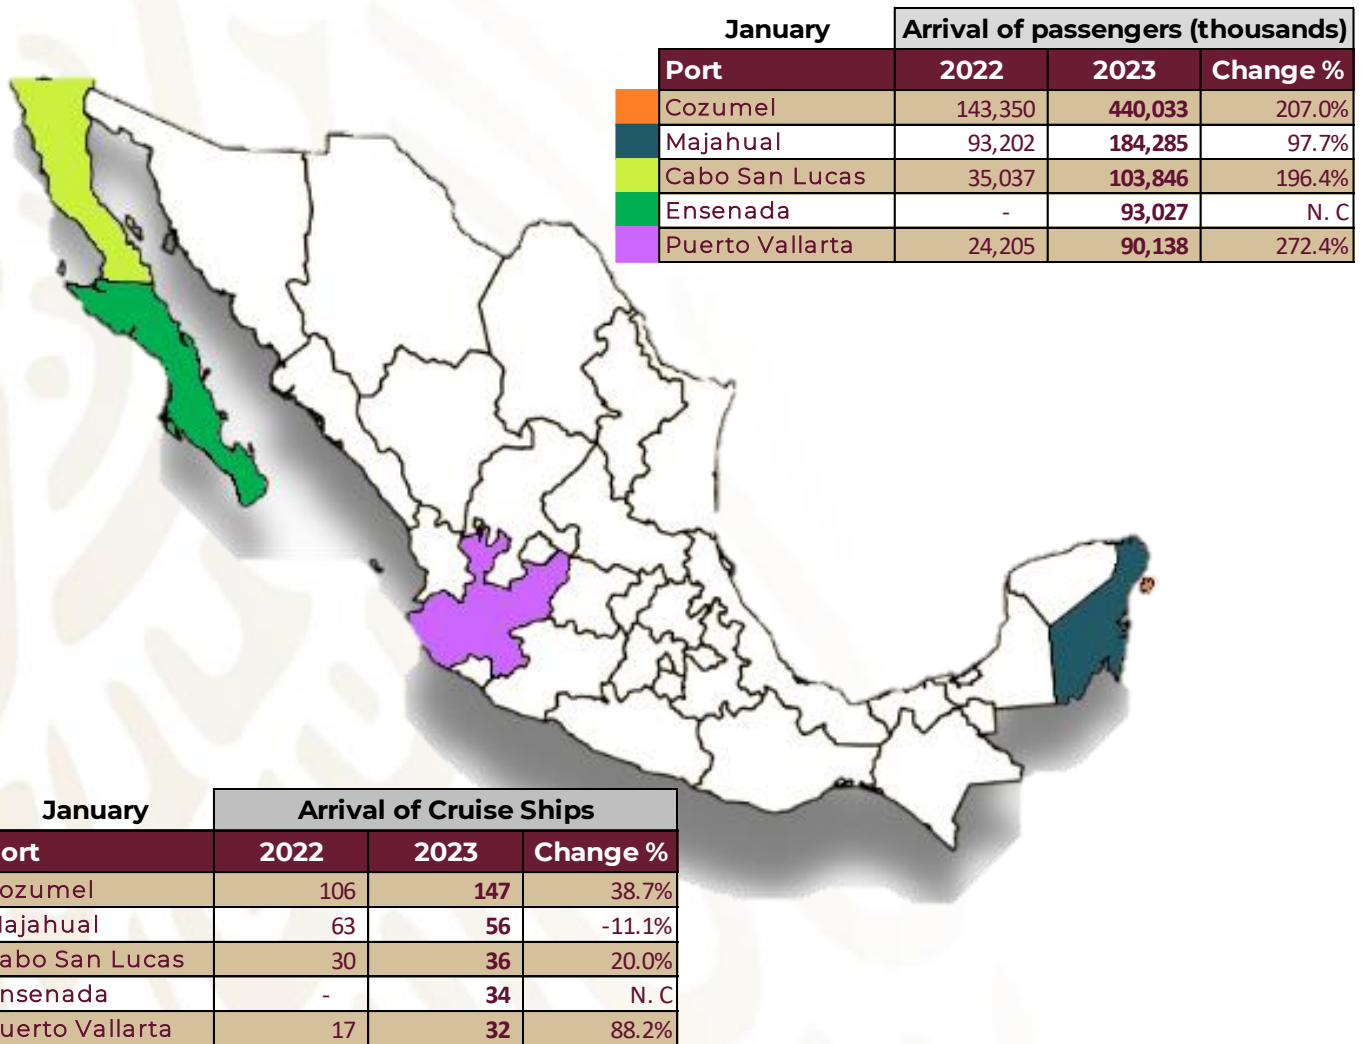 January Arrival of passengers (thousands)
Port 2022 2023 Change %
Cozumel 143,350 440,033 207.0%
Majahual 93,202 184,285 97.7%
Cabo San Lucas 35,037 103,846 196.4%
Ensenada - 93,027 N. C
Puerto Vallarta 24,205 90,138 272.4%
January Arrival of Cruise Ships
ort 2022 2023 Change %
ozumel 106 147 38.7%
ajahual 63 56 -11.1%
abo San Lucas 30 36 20.0%
nsenada - 34 N. C
uerto Vallarta 17 32 88.2%